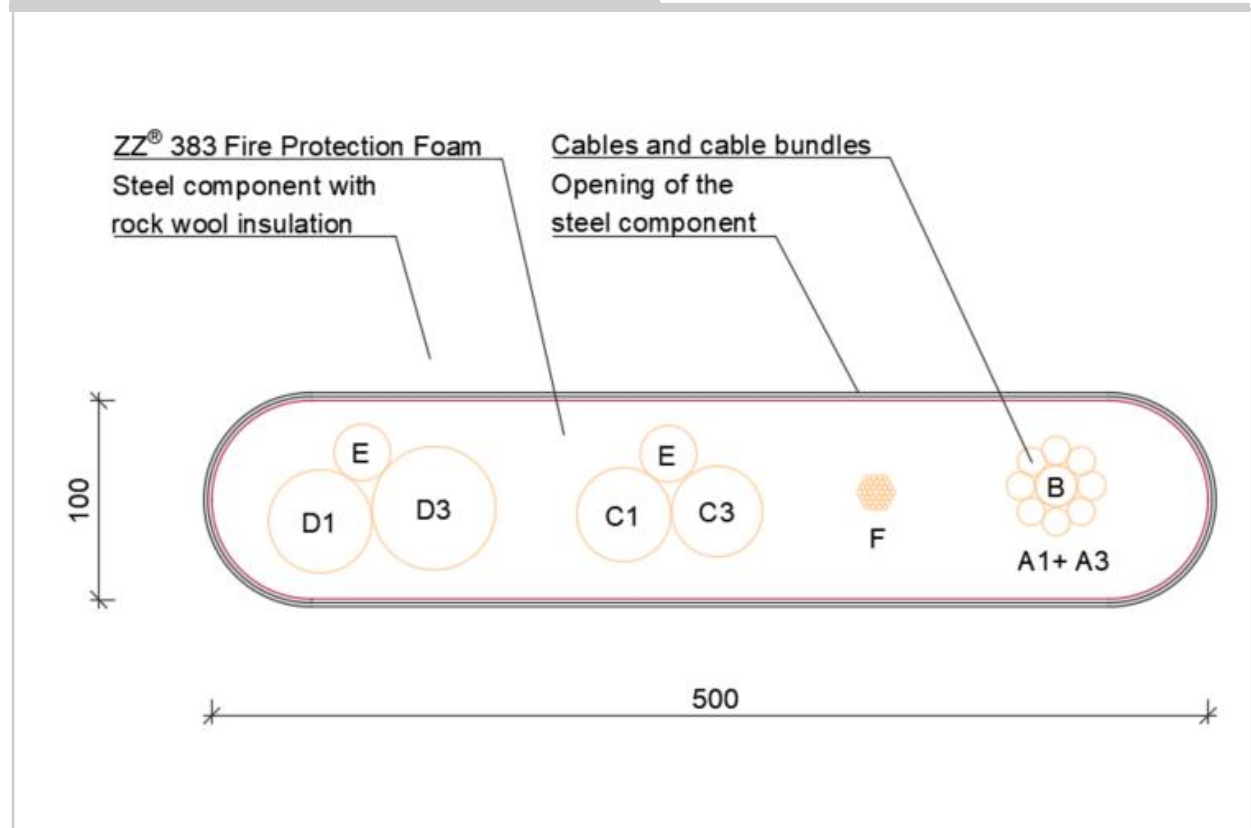 ZZ® 383 Fire Protection Foam
Steel component with
rock wool insulation
Cables and cable bundles
Opening of the
steel component
100
E
D1
D3
E
C1
C3
F
B
A1+ A3
500